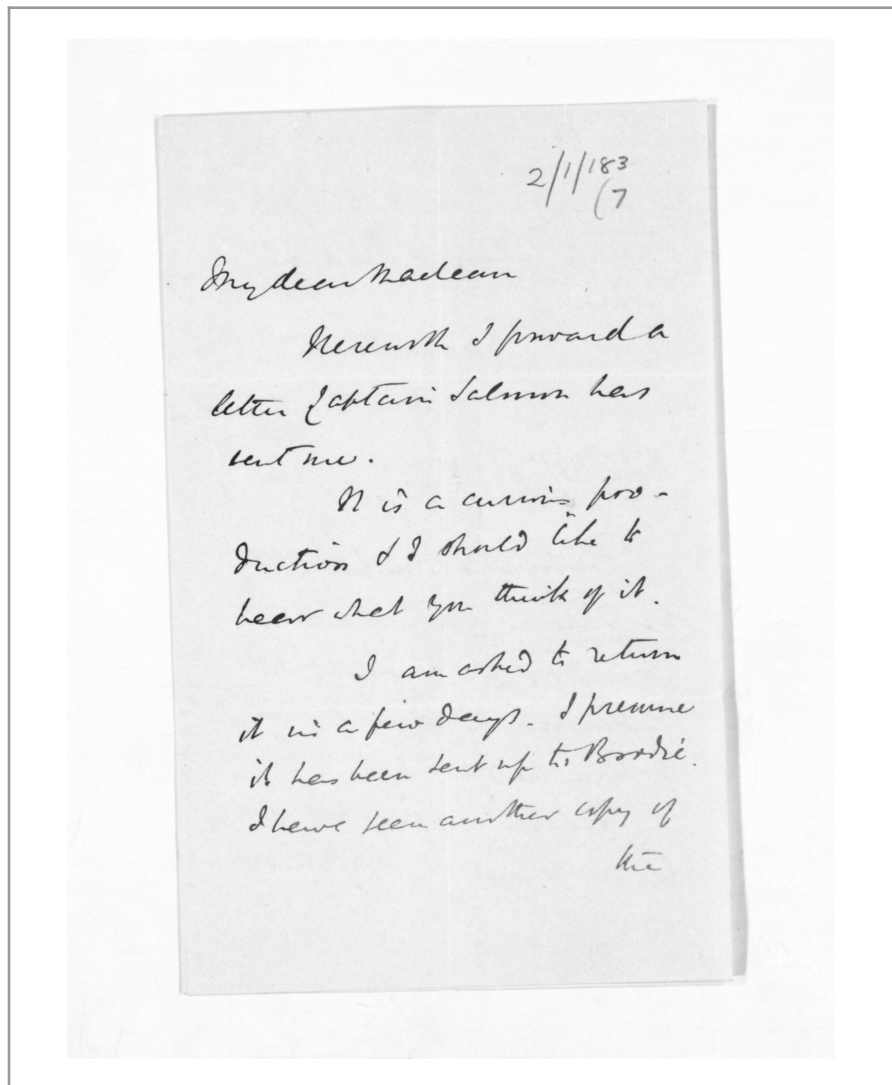 2/1/183
(7
My dear Maclean
Herewith I forward a
letter Captain Salmon has
sent me.
It is a curious pro-
duction & I should like to
hear what you think of it.
I am asked to return
it in a few days. I presume
it has been sent up to Brodie.
I have seen another copy of
the